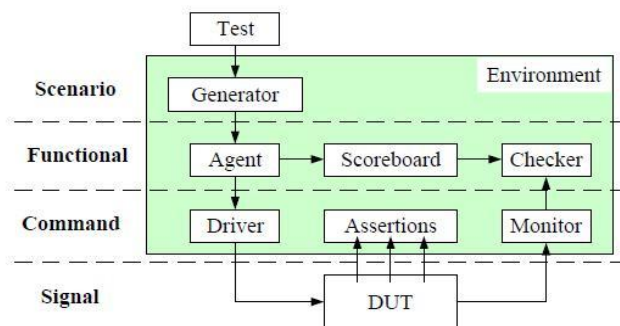 Test
Environment
Scenario
Generator
Functional
Agent
Scoreboard
Checker
Command
Driver
Assertions
Monitor
Signal
DUT